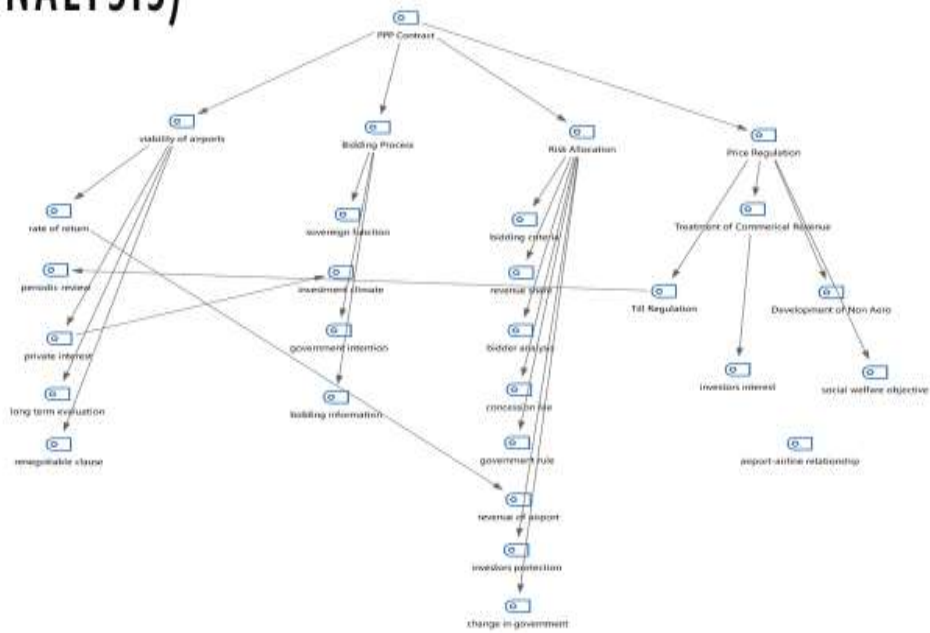 NALYSIS)
PPP Contract
viability of airports
Bidding Process
Risk Allocation
Price Regulation
rate of return
sovereign function
bidding criteria
Treatment of Commerical Revenue
periodic review
investment climate
revenue share
Till Regulation
Development of Non Aero
private interest
government intention
bidder analysis
investors interest
social welfare objective
long term evaluation
bidding information
concession fee
renegotiable clause
government rule
airport-airline relationship
revenue of airport
investors protection
change in government